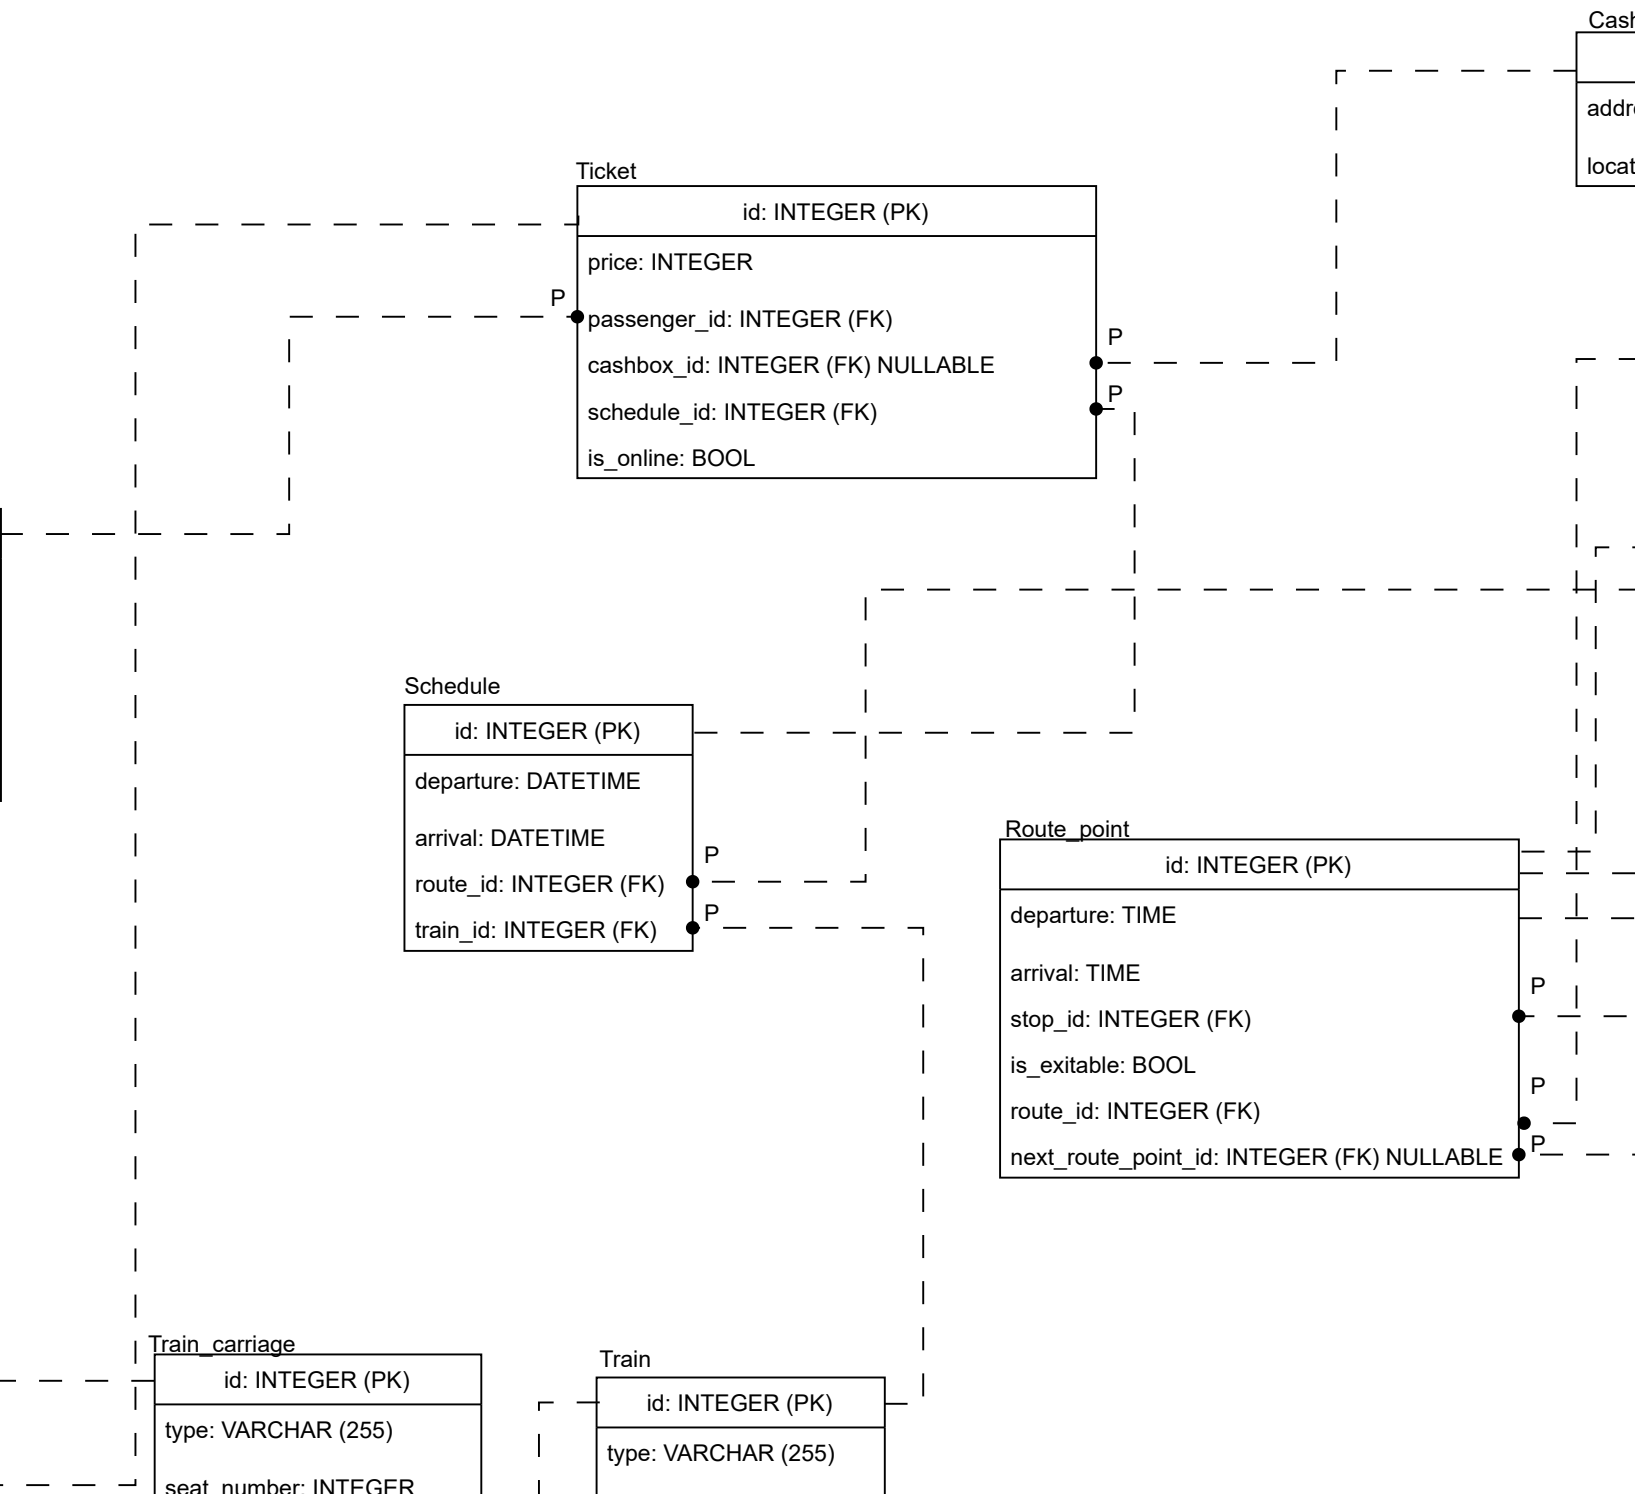 Ticket
id: INTEGER (PK)
price: INTEGER
P
passenger_id: INTEGER (FK)
cashbox_id: INTEGER (FK) NULLABLE
P
schedule_id: INTEGER (FK)
P
is_online: BOOL
Schedule
id: INTEGER (PK)
departure: DATETIME
arrival: DATETIME
P
route_id: INTEGER (FK)
P
train_id: INTEGER (FK)
Route_point
id: INTEGER (PK)
departure: TIME
arrival: TIME
P
stop_id: INTEGER (FK)
is_exitable: BOOL
P
route_id: INTEGER (FK)
P
next_route_point_id: INTEGER (FK) NULLABLE
Train_carriage
id: INTEGER (PK)
type: VARCHAR (255)
seat_number: INTEGER
Train
id: INTEGER (PK)
type: VARCHAR (255)